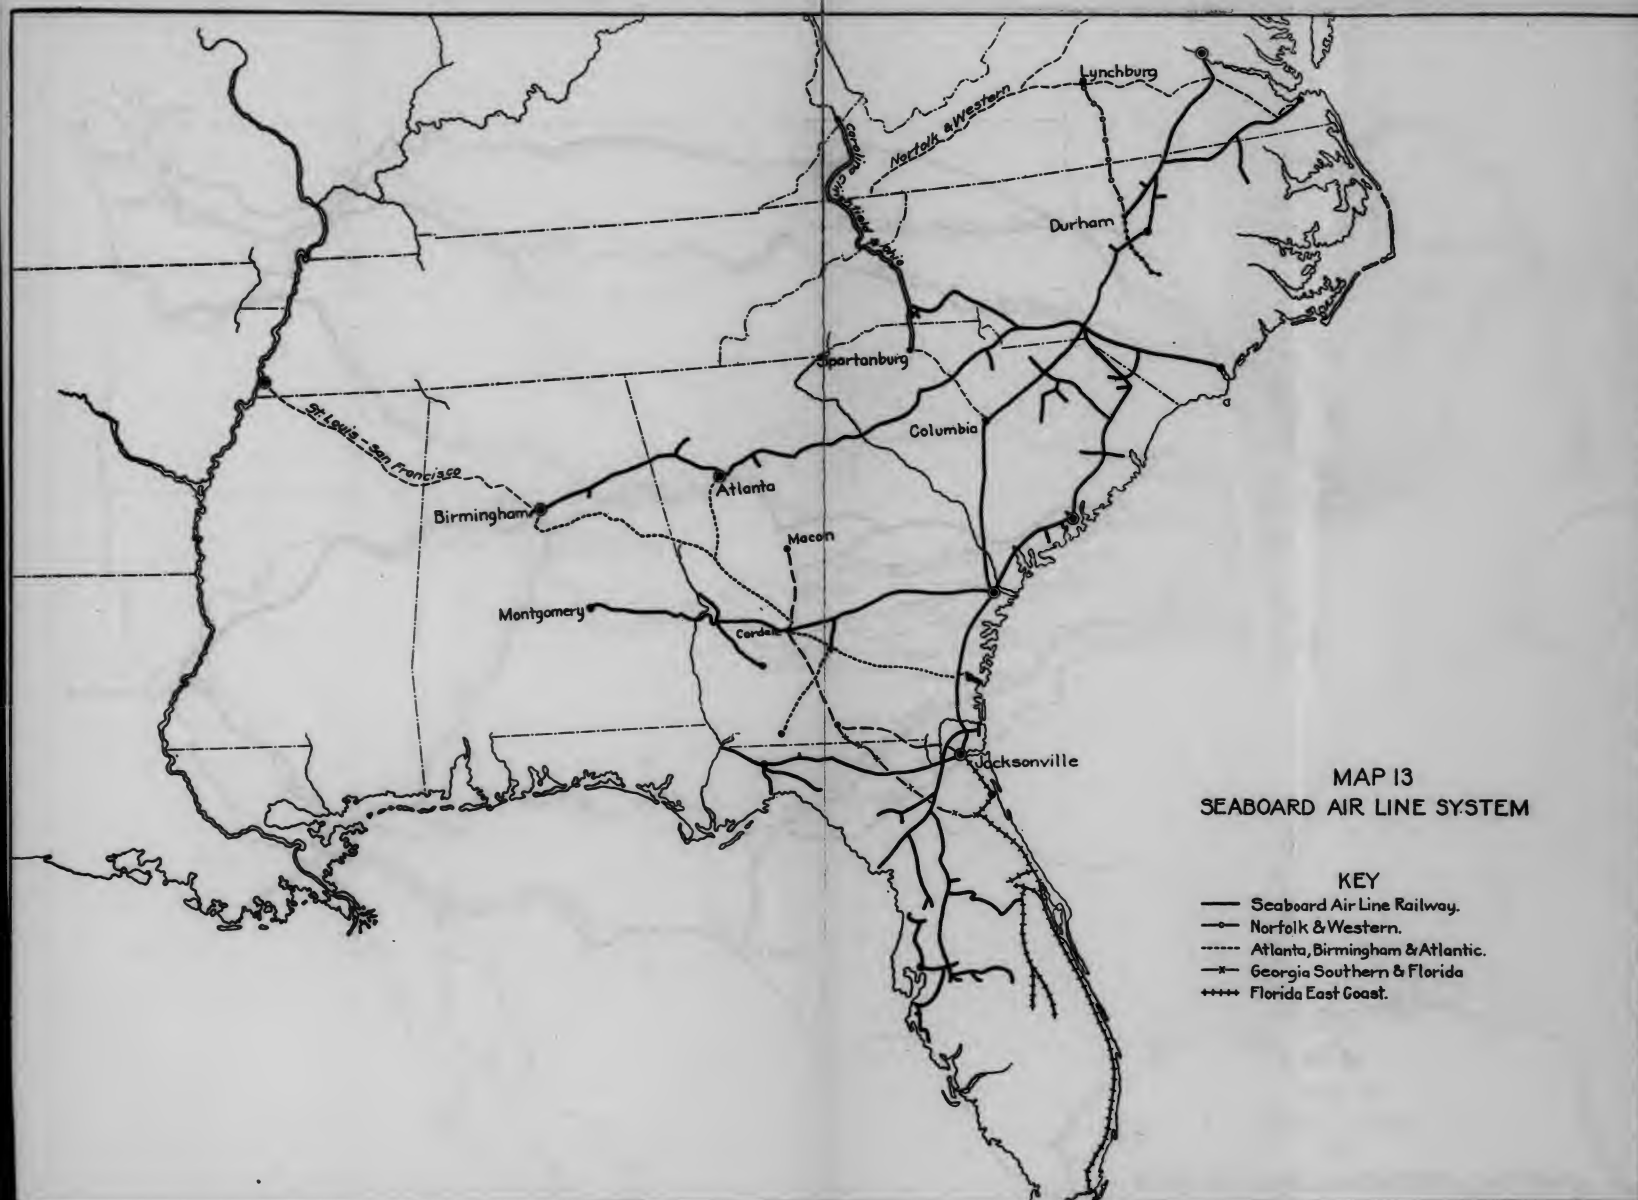 Lynchburg
Norfolk & Western
Carolina Clinchfield & Ohio
Durham
Spartanburg
St. Louis - San Francisco
Columbia
Atlanta
Birmingham
Macon
Montgomery
Cordele
Jacksonville
MAP 13
SEABOARD AIR LINE SYSTEM
KEY
Seaboard Air Line Railway.
Norfolk & Western.
Atlanta, Birmingham & Atlantic.
Georgia Southern & Florida
Florida East Coast.